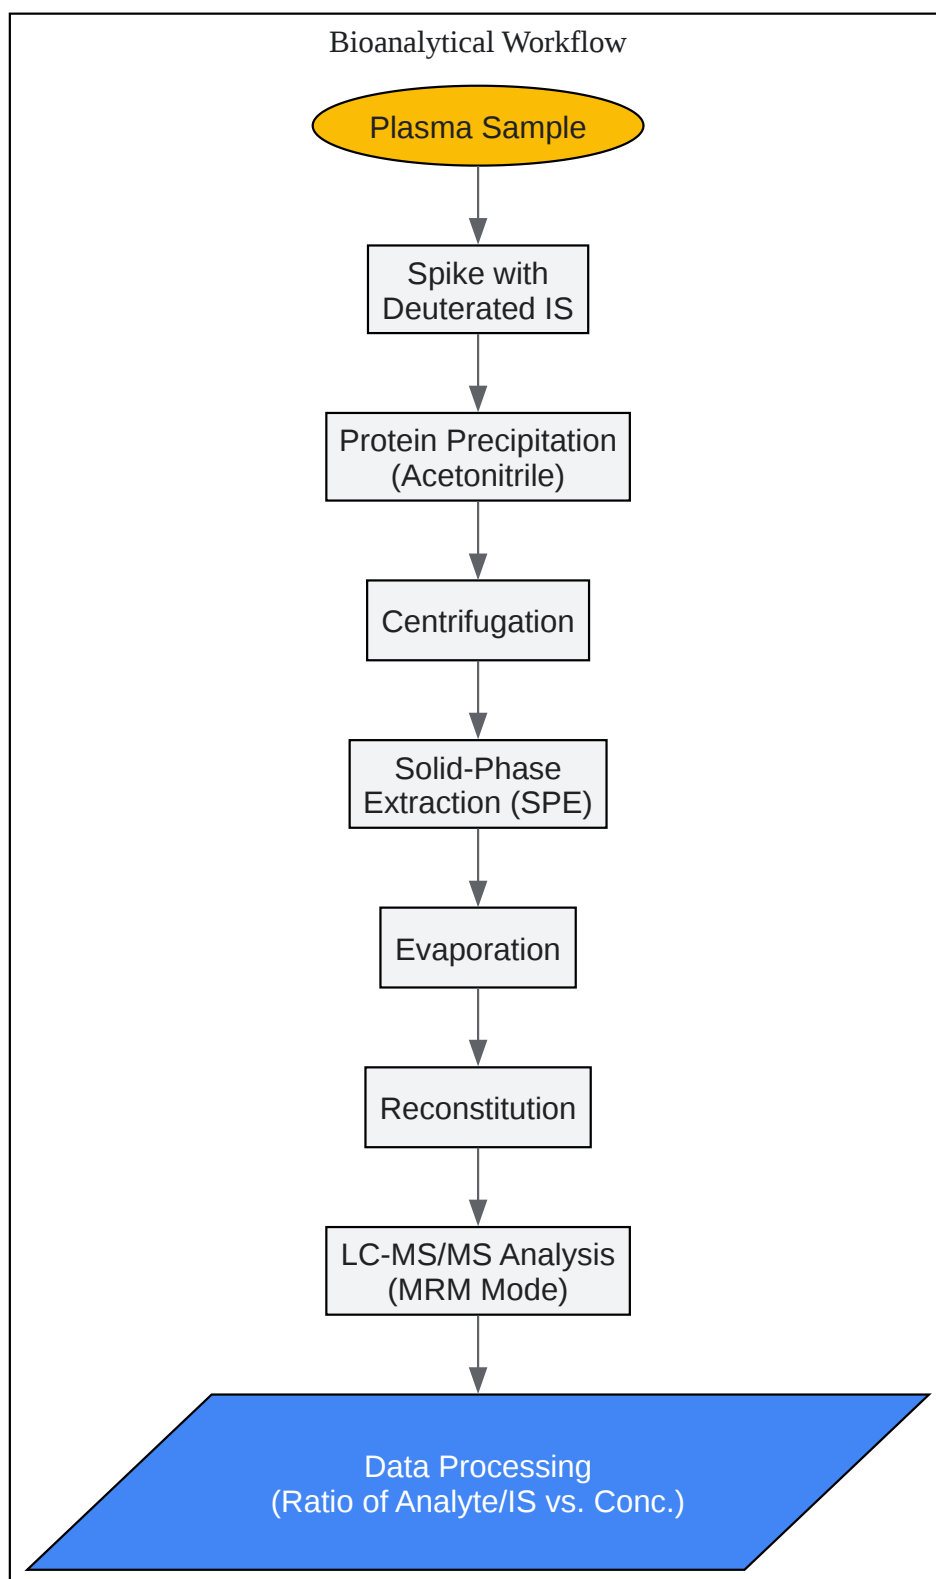 Bioanalytical Workflow
Plasma Sample
Spike with
Deuterated IS
Protein Precipitation
(Acetonitrile)
Centrifugation
Solid-Phase
Extraction (SPE)
Evaporation
Reconstitution
LC-MS/MS Analysis
(MRM Mode)
Data Processing
(Ratio of Analyte/IS vs. Conc.)